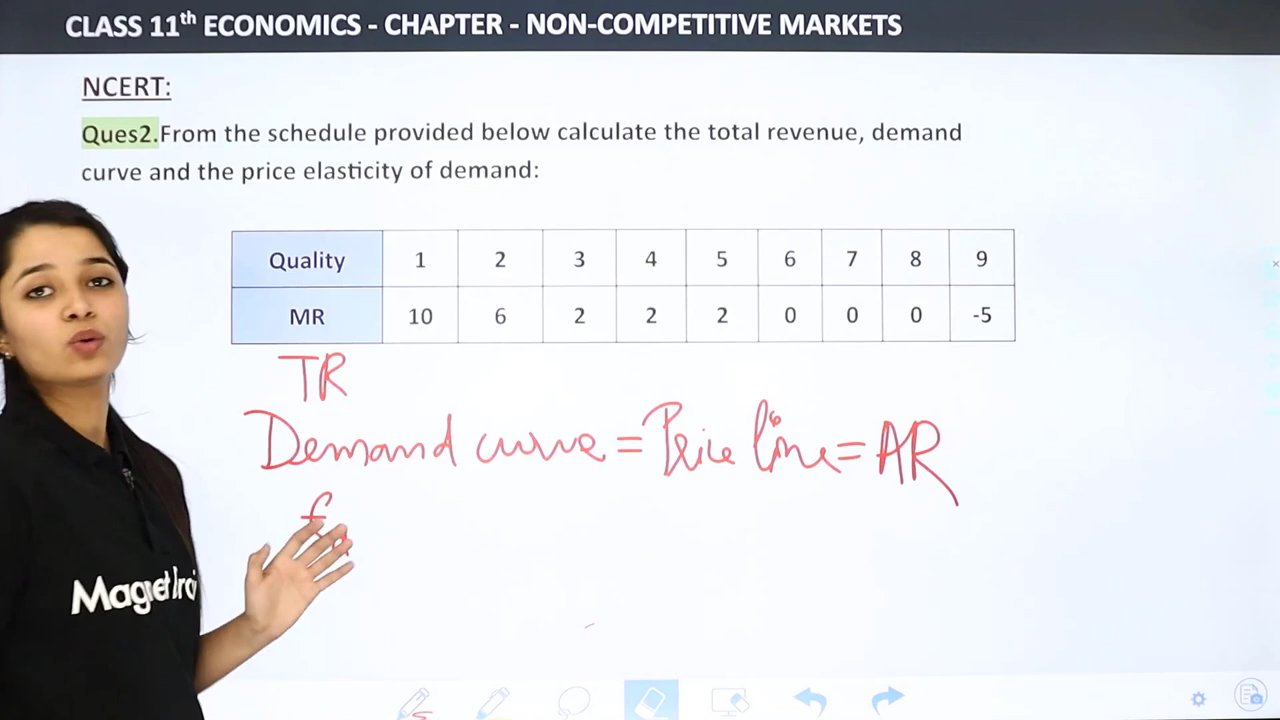 CLASS 11th ECONOMICS - CHAPTER - NON-COMPETITIVE MARKETS
NCERT:
Ques2.From the schedule provided below calculate the total revenue, demand
curve and the price elasticity of demand:
Quality 1 2 3 4 5 6 7 8 9
MR 10 6 2 2 2 0 0 0 -5
TR
Demand curve = Price line = AR